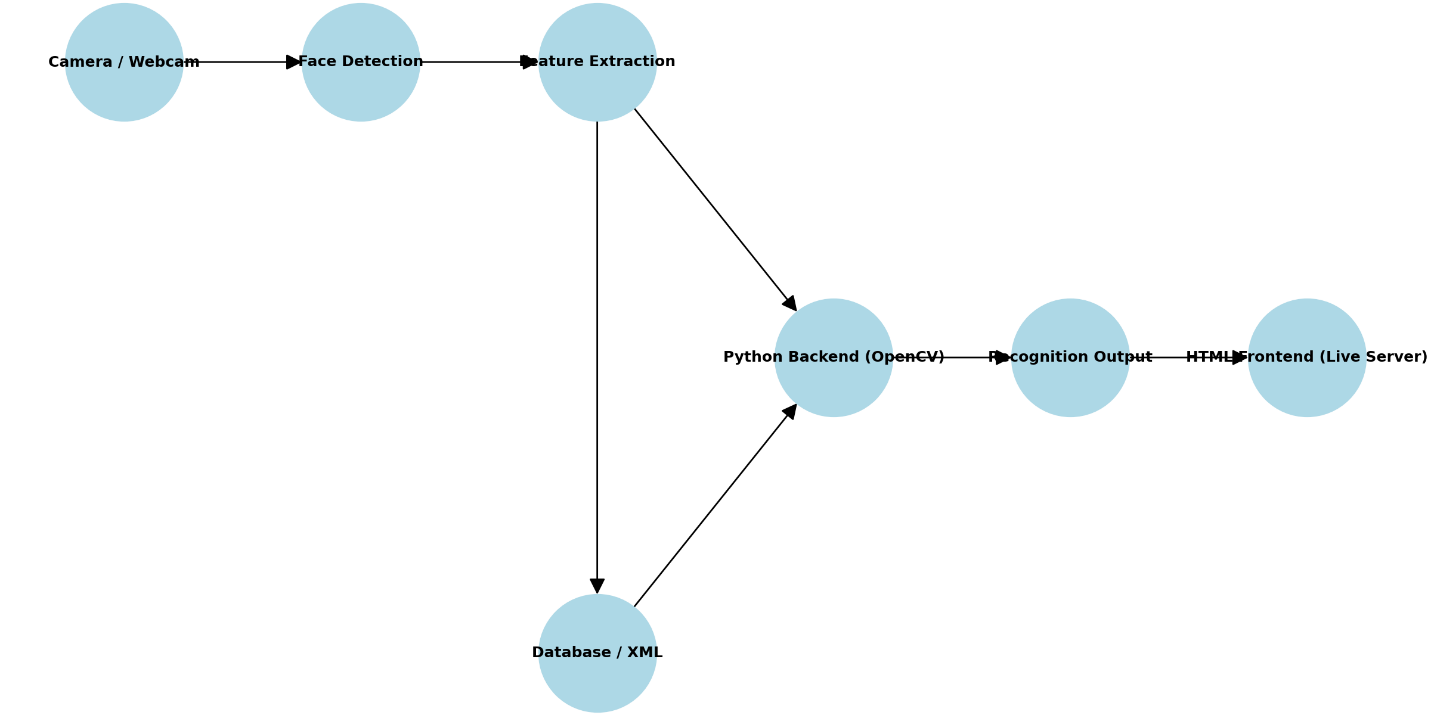 Camera / Webcam
Face Detection
Feature Extraction
Python Backend (OpenCV)
Recognition Output
HTML Frontend (Live Server)
Database / XML